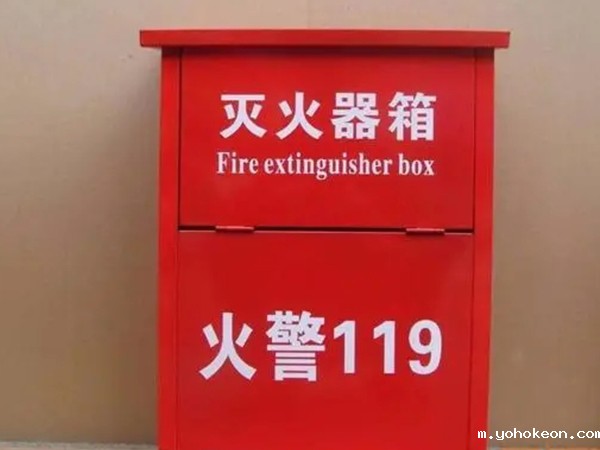 灭火器箱
Fire extinguisher box
火警119
m.yohokeon.com